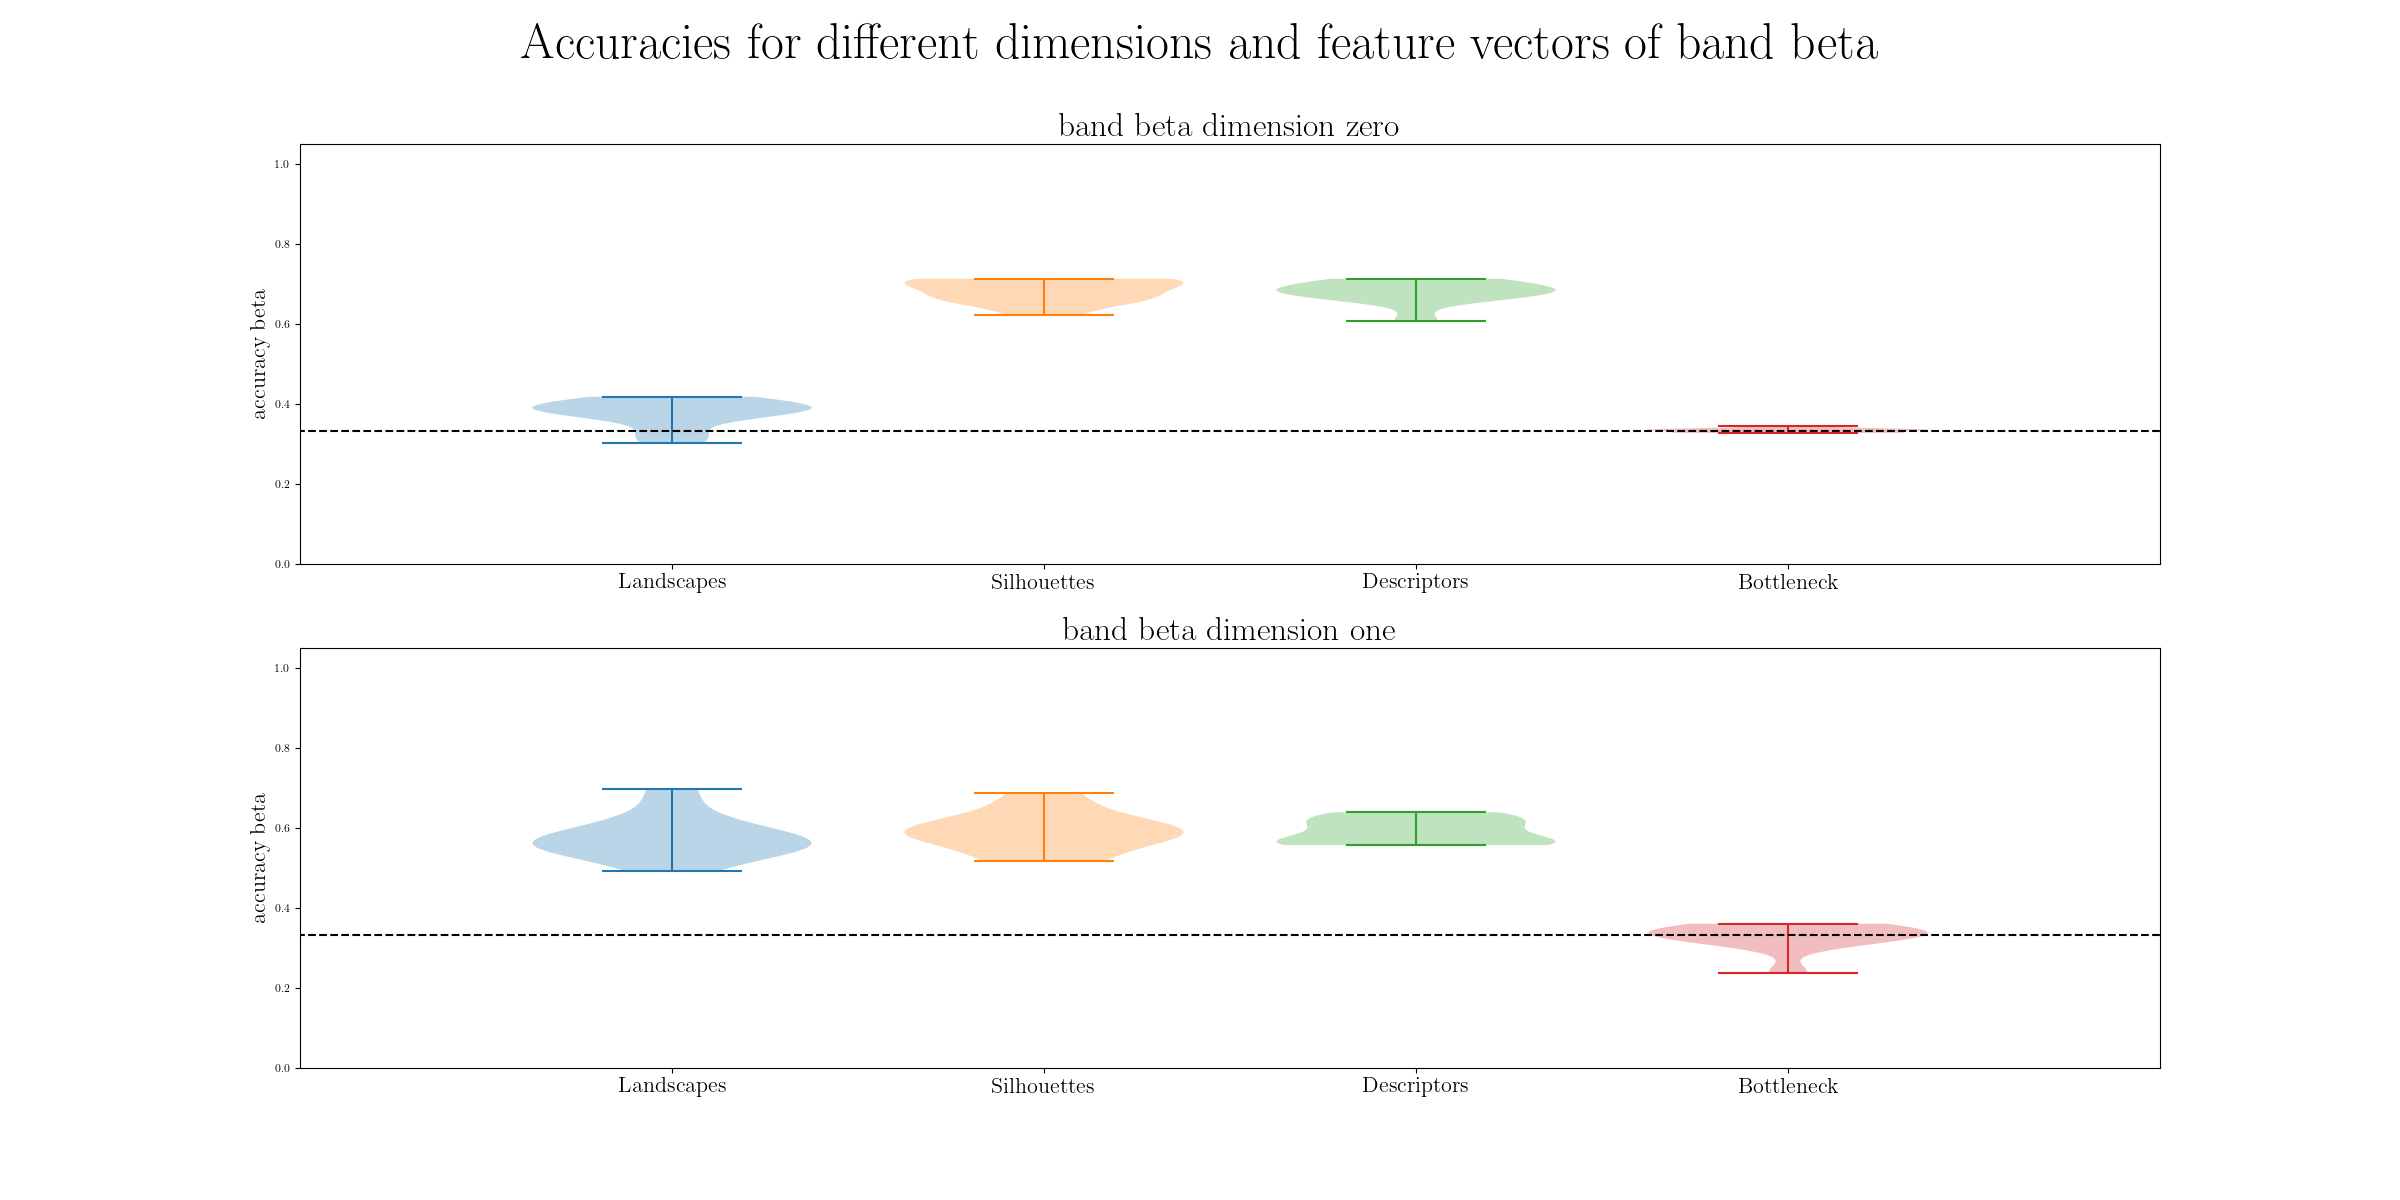 Accuracies for different dimensions and feature vectors of band beta
band beta dimension zero
1.0
0.8
0.6
0.4
0.2
0.0
accuracy beta
Landscapes Silhouettes Descriptors Bottleneck
band beta dimension one
1.0
0.8
0.6
0.4
0.2
0.0
accuracy beta
Landscapes Silhouettes Descriptors Bottleneck